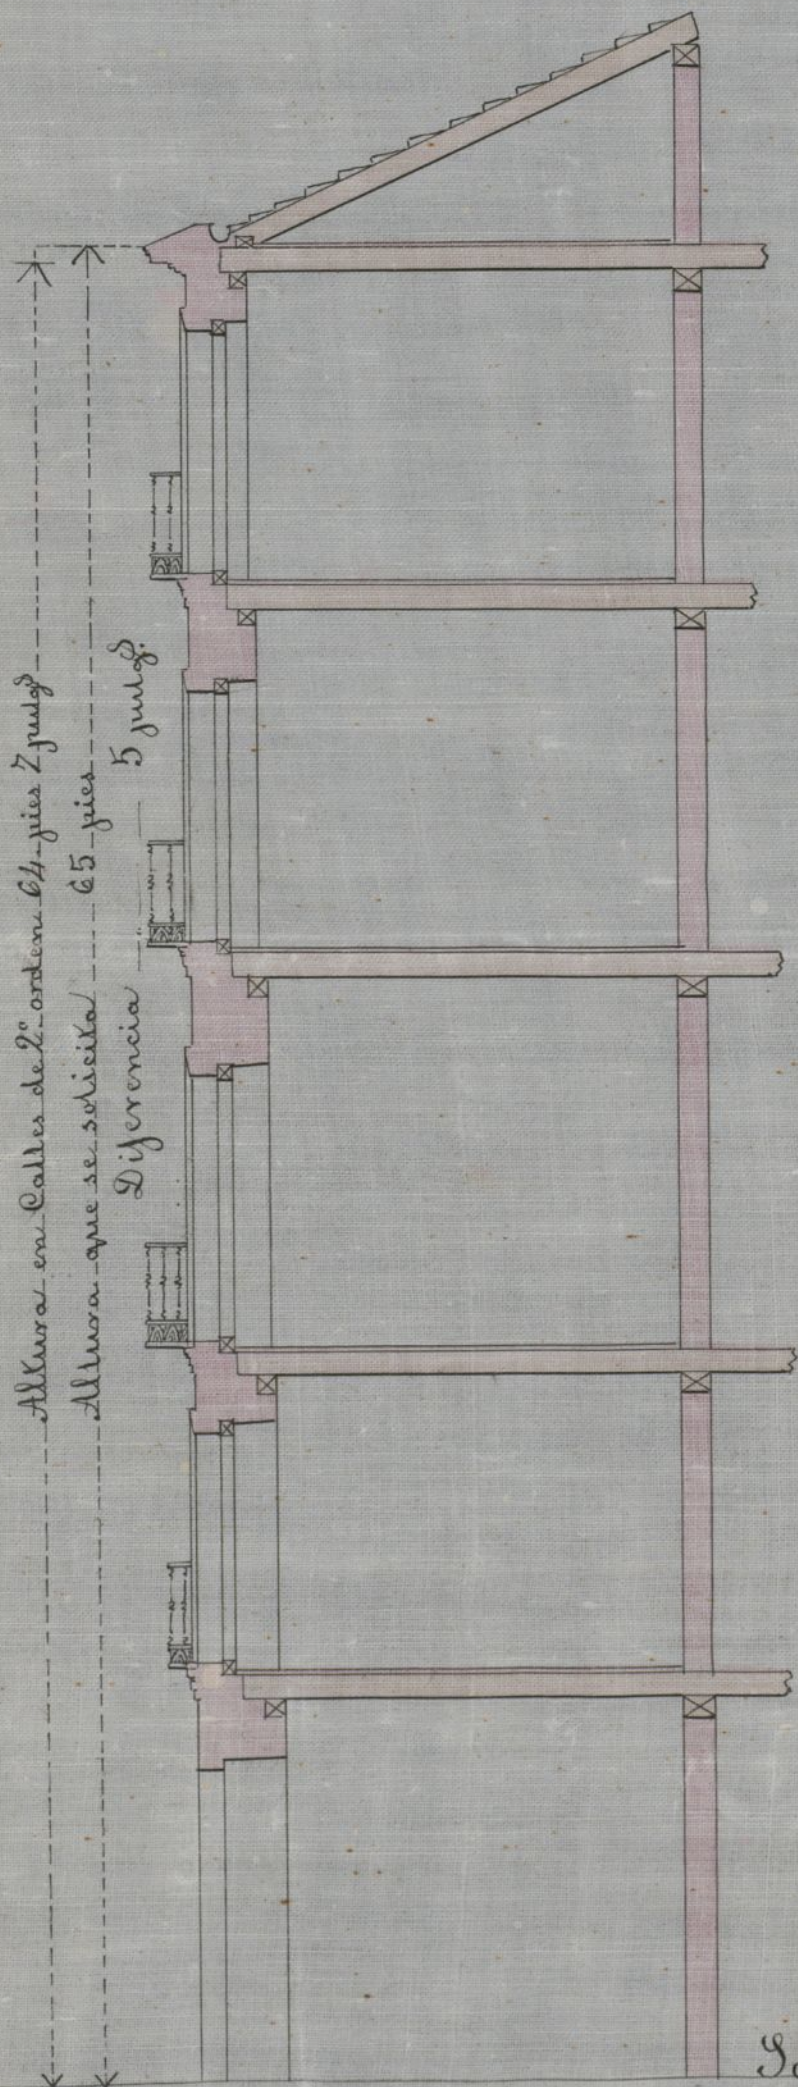 Altura en Calles de 2º orden 64 pies 7 pulgs
Altura que se solicita 65 pies
Diferencia 5 pulgs.